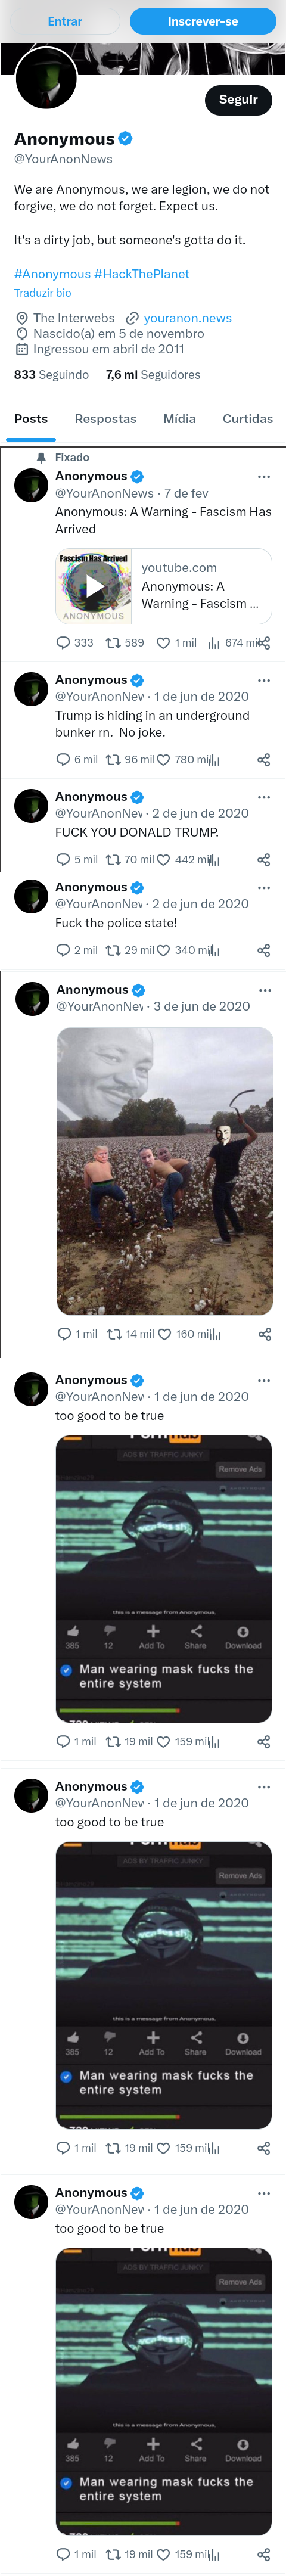 Entrar
Inscrever-se
Seguir
Anonymous
@YourAnonNews
We are Anonymous, we are legion, we do not
forgive, we do not forget. Expect us.
It's a dirty job, but someone's gotta do it.
#Anonymous #HackThePlanet
Traduzir bio
The Interwebs youranon.news
Nascido(a) em 5 de novembro
Ingressou em abril de 2011
833 Seguindo 7,6 mi Seguidores
Posts Respostas Mídia Curtidas
Fixado
Anonymous
@YourAnonNews · 7 de fev
Anonymous: A Warning - Fascism Has
Arrived
Fascism Has Arrived
ANONYMOUS
youtube.com
Anonymous: A
Warning - Fascism ...
333 589 1 mil 674 mil
Anonymous
@YourAnonNev · 1 de jun de 2020
Trump is hiding in an underground
bunker rn. No joke.
6 mil 96 mil 780 mil
Anonymous
@YourAnonNev · 2 de jun de 2020
FUCK YOU DONALD TRUMP.
5 mil 70 mil 442 mil
Anonymous
@YourAnonNev · 2 de jun de 2020
Fuck the police state!
2 mil 29 mil 340 mil
Anonymous
@YourAnonNev · 3 de jun de 2020
1 mil 14 mil 160 mil
Anonymous
@YourAnonNev · 1 de jun de 2020
too good to be true
Porn hub
ADS BY TRAFFIC JUNKY
Remove Ads
this is a message from Anonymous,
385 12 Add To Share Download
Man wearing mask fucks the
entire system
1 mil 19 mil 159 mil
Anonymous
@YourAnonNev · 1 de jun de 2020
too good to be true
Porn hub
ADS BY TRAFFIC JUNKY
Remove Ads
this is a message from Anonymous,
385 12 Add To Share Download
Man wearing mask fucks the
entire system
1 mil 19 mil 159 mil
Anonymous
@YourAnonNev · 1 de jun de 2020
too good to be true
Porn hub
ADS BY TRAFFIC JUNKY
Remove Ads
this is a message from Anonymous,
385 12 Add To Share Download
Man wearing mask fucks the
entire system
1 mil 19 mil 159 mil